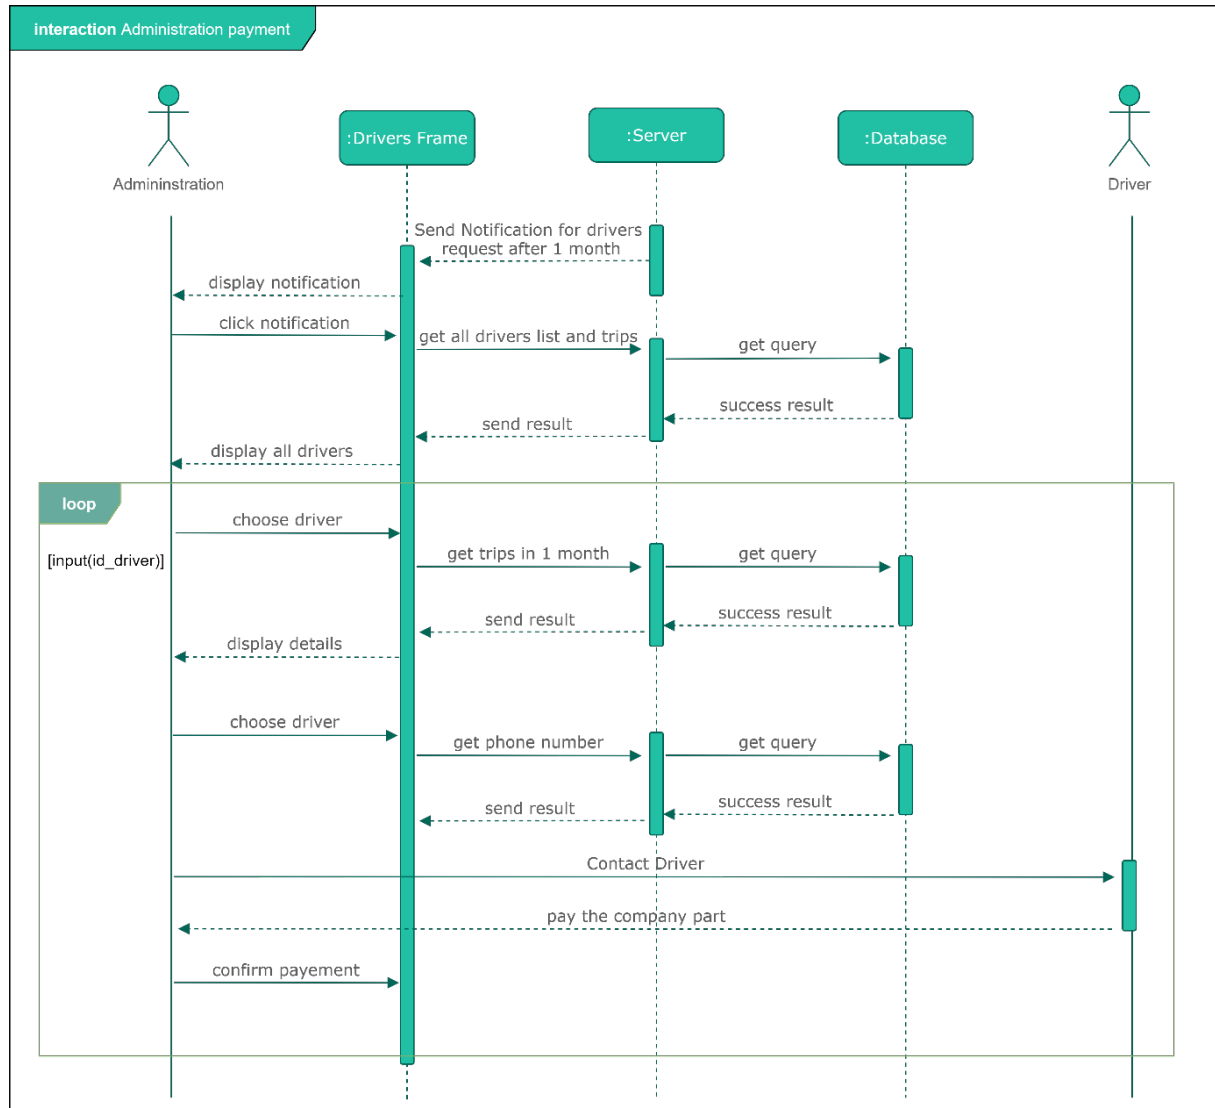 interaction Administration payment
:Drivers Frame
:Server
:Database
Admininstration
Driver
Send Notification for drivers
request after 1 month
display notification
click notification
get all drivers list and trips
get query
success result
send result
display all drivers
loop
choose driver
[input(id_driver)]
get trips in 1 month
get query
success result
send result
display details
choose driver
get phone number
get query
success result
send result
Contact Driver
pay the company part
confirm payement